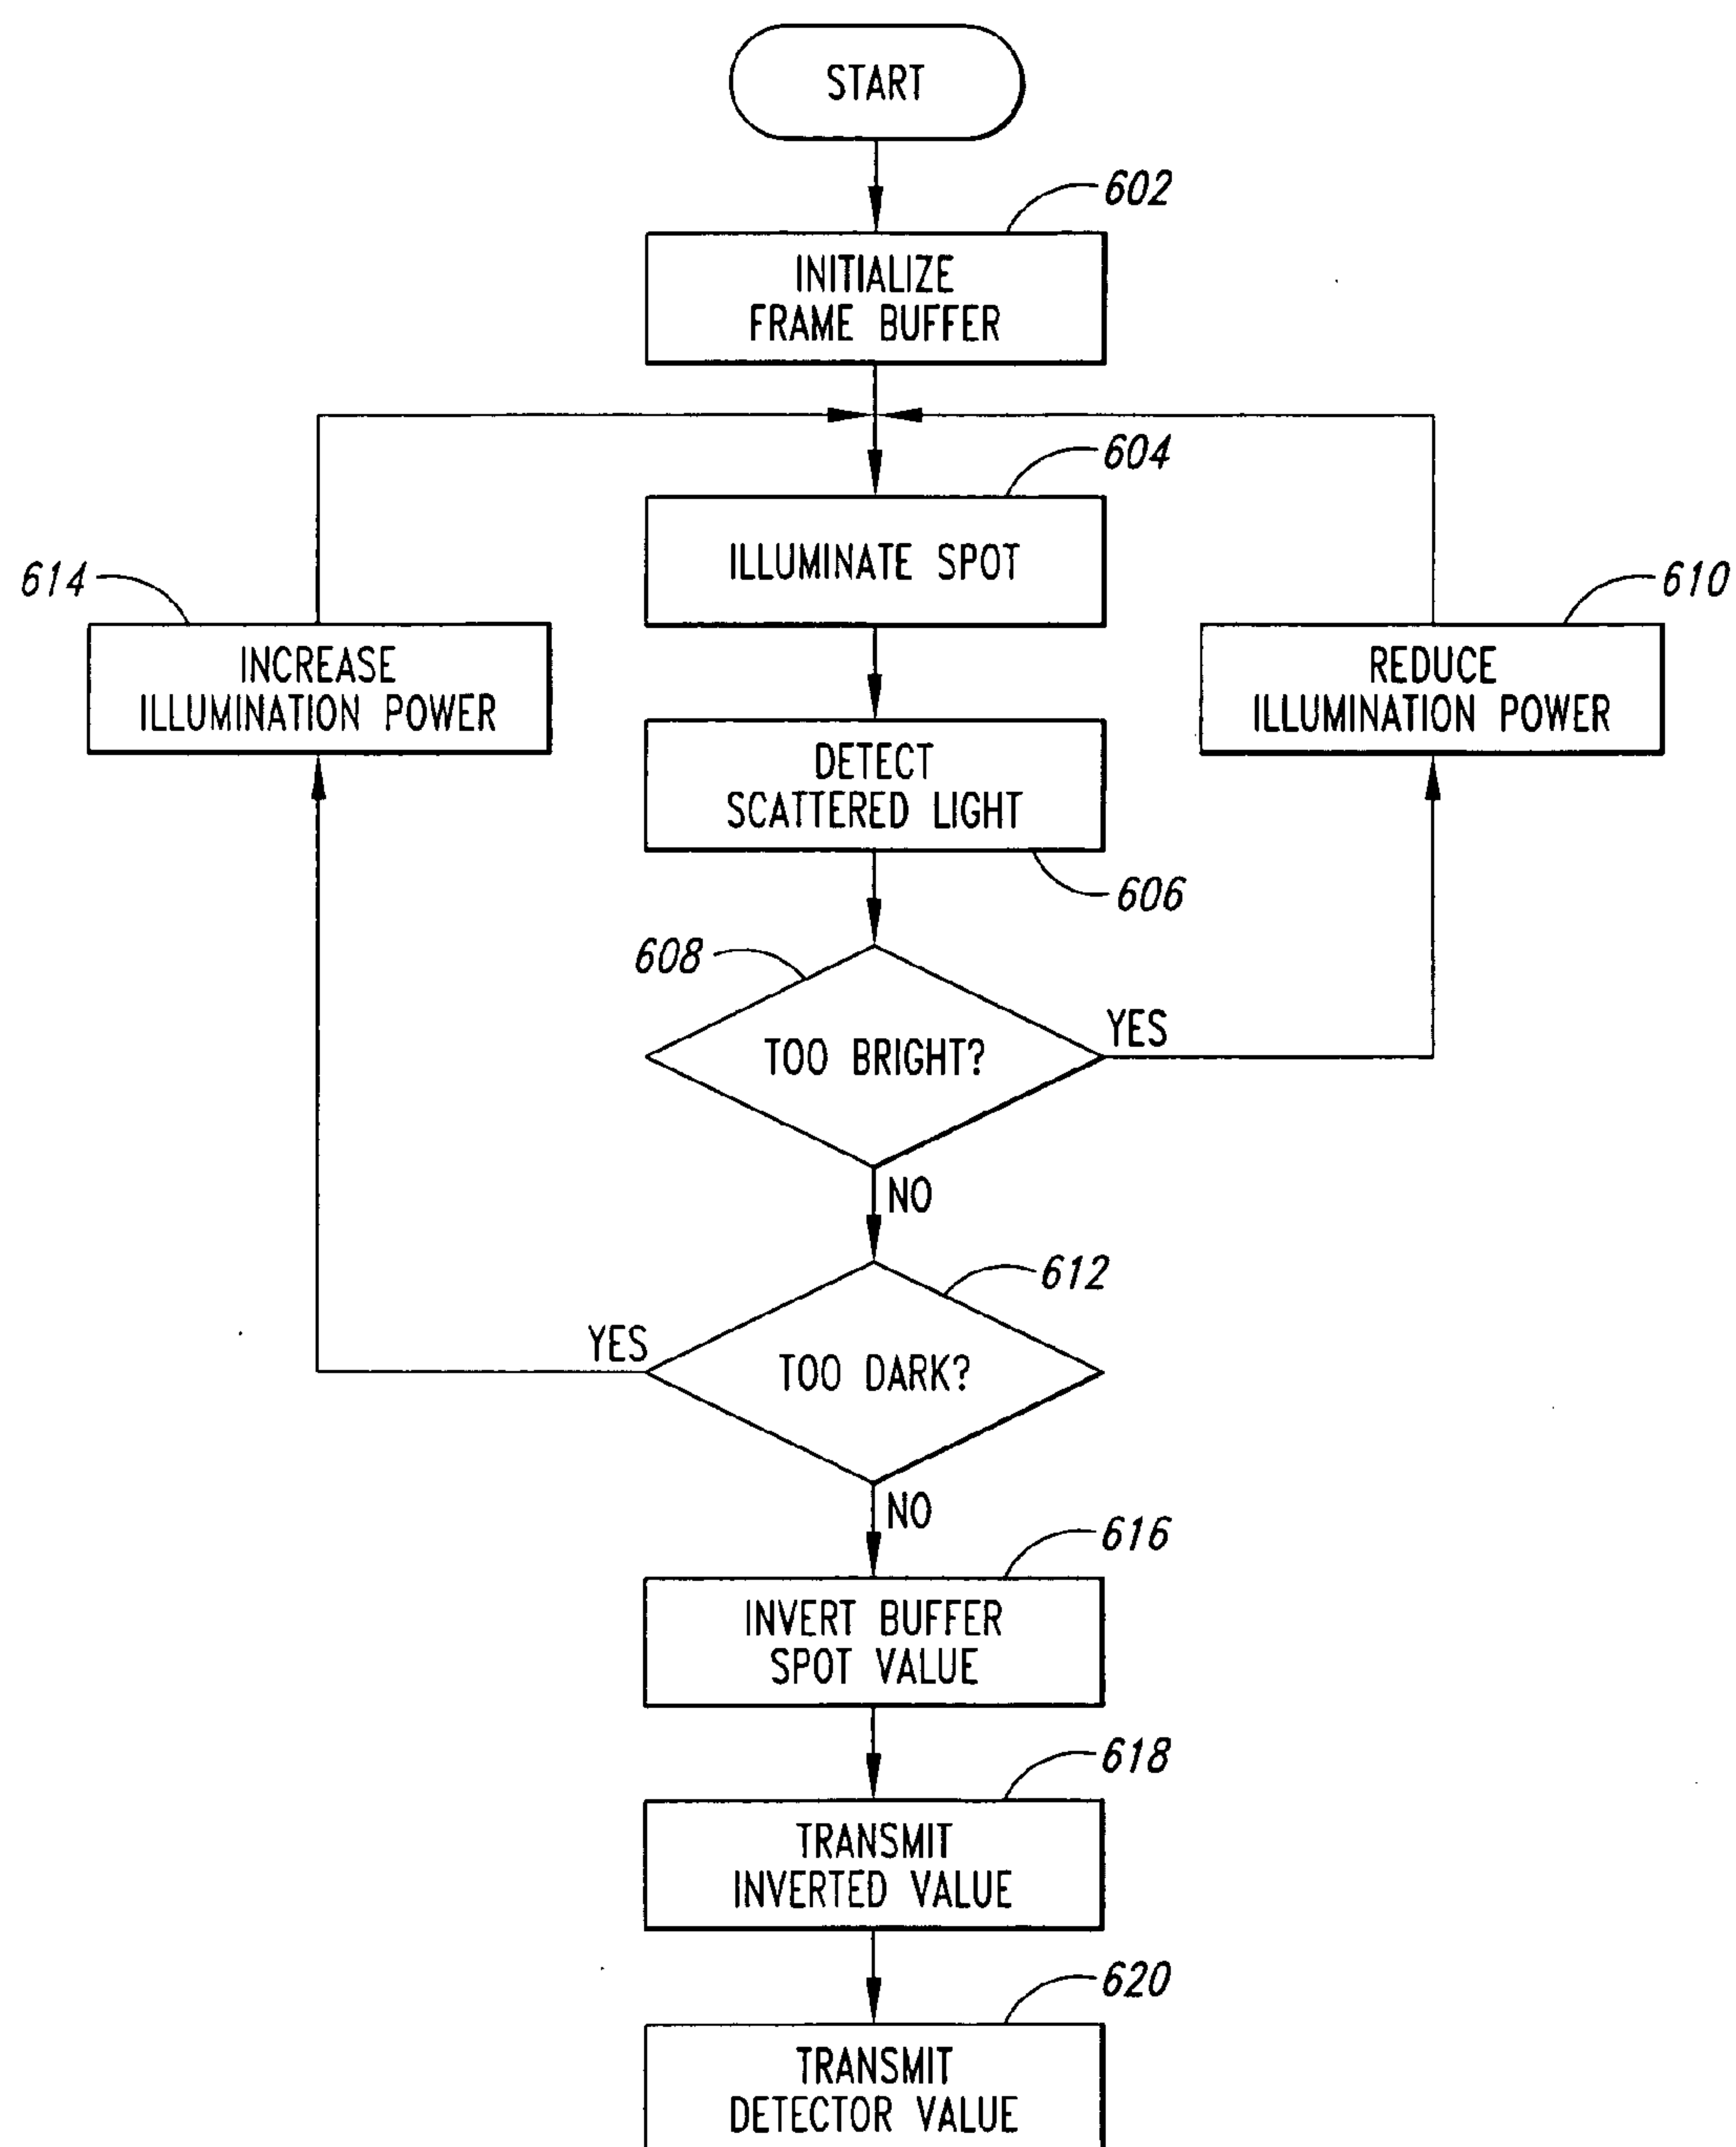 START
602
INITIALIZE
FRAME BUFFER
604
ILLUMINATE SPOT
614
INCREASE
ILLUMINATION POWER
610
REDUCE
ILLUMINATION POWER
DETECT
SCATTERED LIGHT
606
608
TOO BRIGHT?
YES
NO
612
YES
TOO DARK?
NO
616
INVERT BUFFER
SPOT VALUE
618
TRANSMIT
INVERTED VALUE
620
TRANSMIT
DETECTOR VALUE